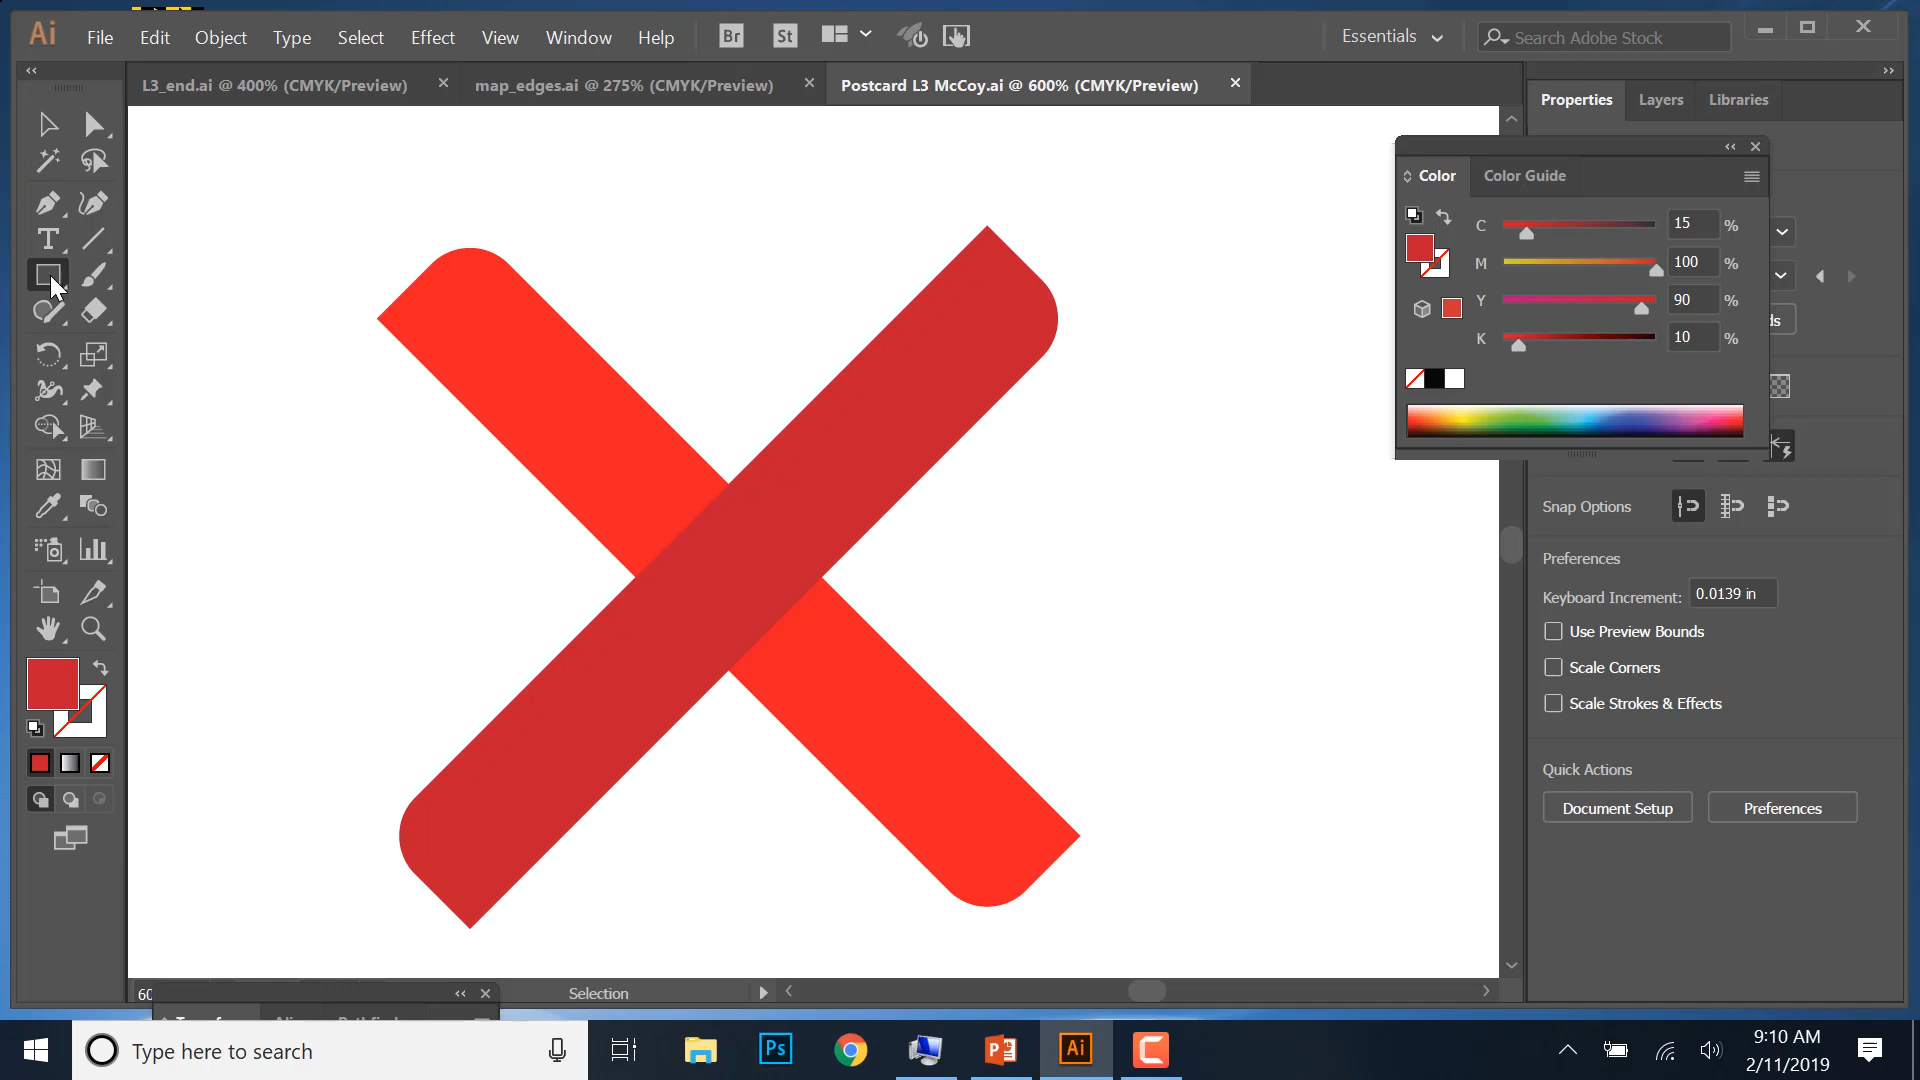 Ai File Edit Object Type Select Effect View Window Help Br St Essentials Search Adobe Stock
L3_end.ai @ 400% (CMYK/Preview) map_edges.ai @ 275% (CMYK/Preview) Postcard L3 McCoy.ai @ 600% (CMYK/Preview)
Properties Layers Libraries
Color Color Guide
C 15 %
M 100 %
Y 90 %
K 10 %
Snap Options
Preferences
Keyboard Increment: 0.0139 in
Use Preview Bounds
Scale Corners
Scale Strokes & Effects
Quick Actions
Document Setup Preferences
Selection
Type here to search
Ps
Ai
9:10 AM
2/11/2019